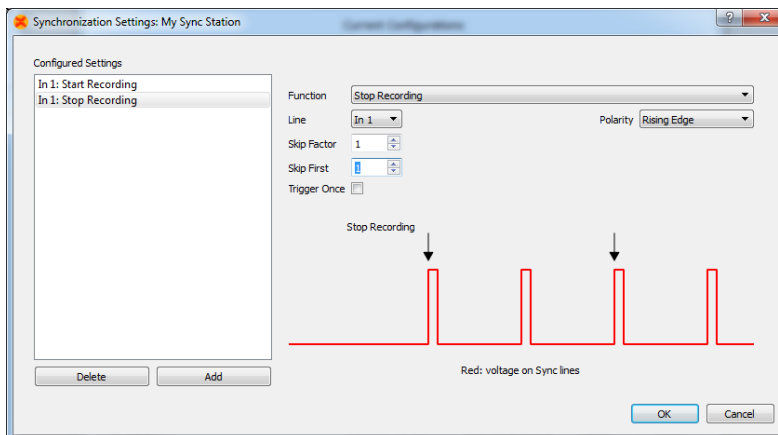 Synchronization Settings: My Sync Station
Current Configurations
Configured Settings
In 1: Start Recording
In 1: Stop Recording
Function Stop Recording
Line In 1 Polarity Rising Edge
Skip Factor 1
Skip First 1
Trigger Once
Stop Recording
Red: voltage on Sync lines
Delete Add
OK Cancel